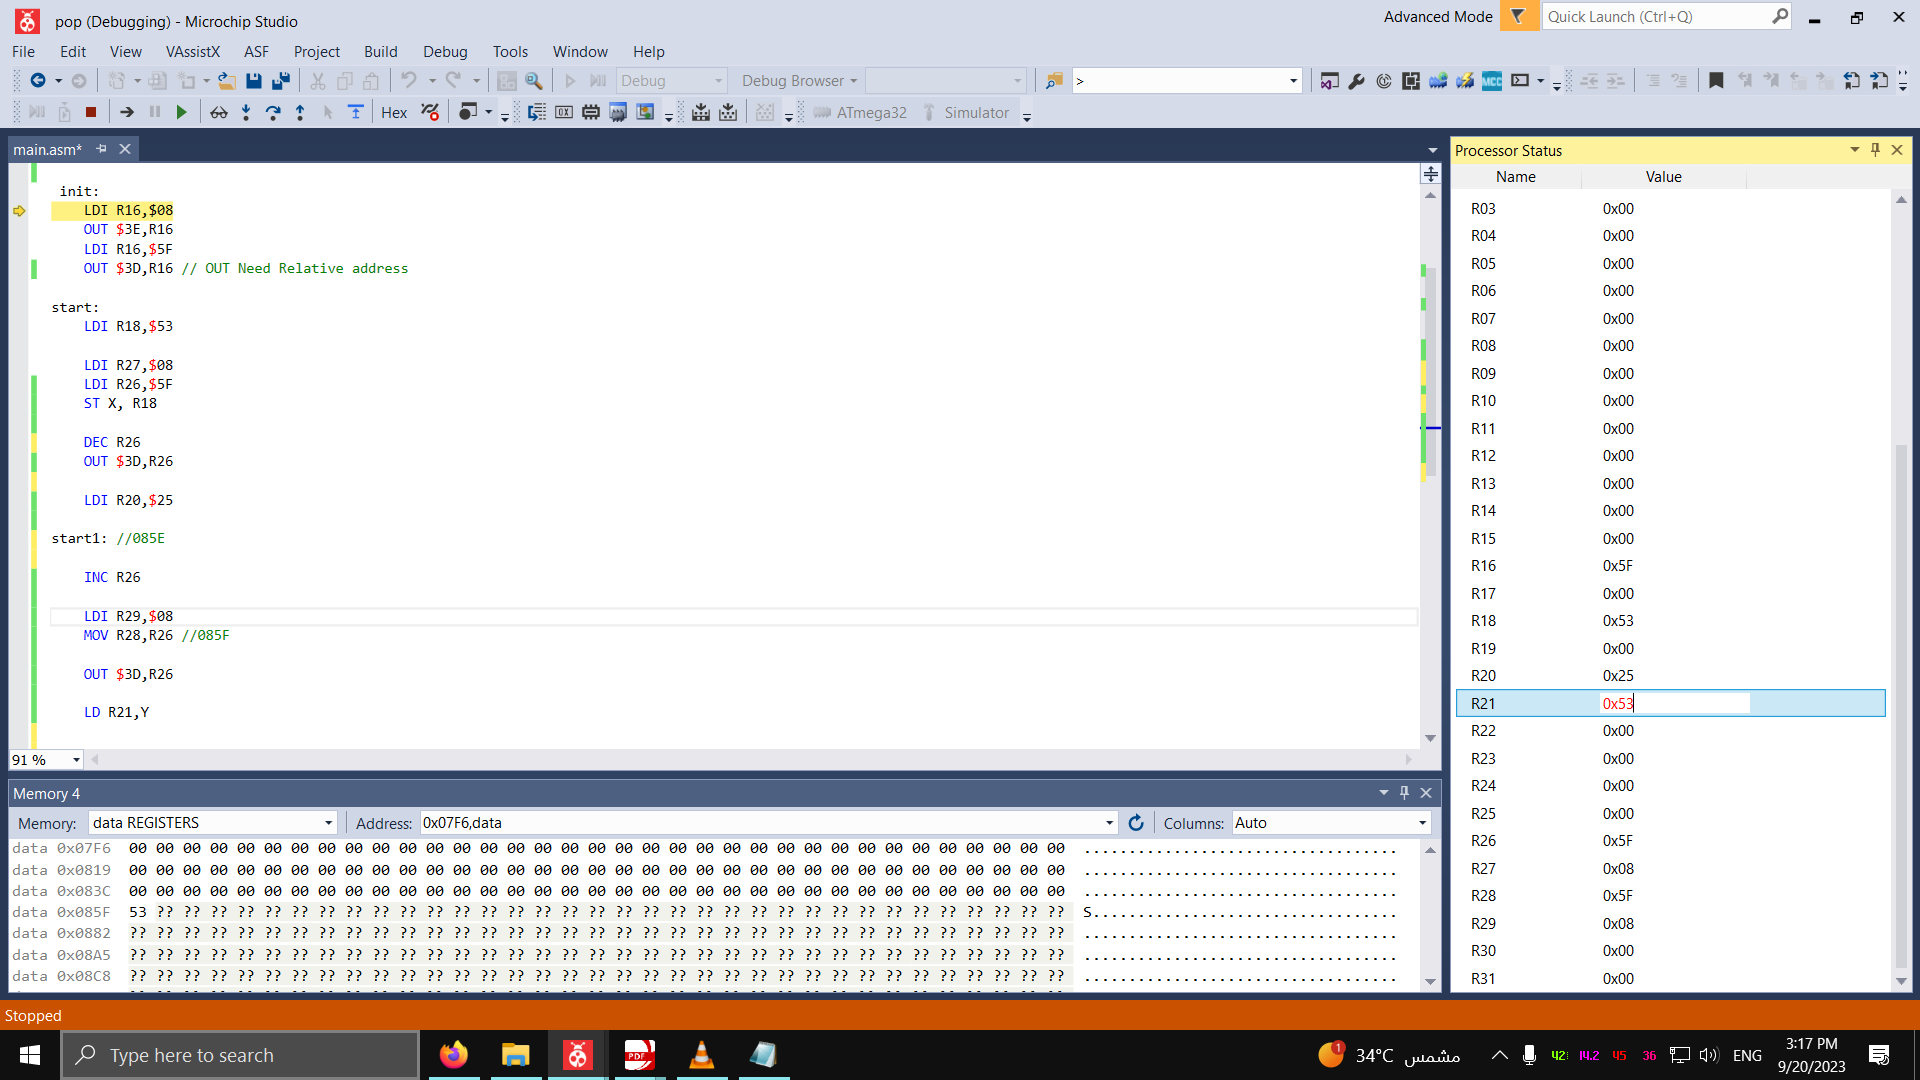 pop (Debugging) - Microchip Studio
Advanced Mode
Quick Launch (Ctrl+Q)
File Edit View VAssistX ASF Project Build Debug Tools Window Help
Debug
Debug Browser
>
Hex
ATmega32
Simulator
main.asm*
init:
LDI R16,$08
OUT $3E,R16
LDI R16,$5F
OUT $3D,R16 // OUT Need Relative address
start:
LDI R18,$53
LDI R27,$08
LDI R26,$5F
ST X, R18
DEC R26
OUT $3D,R26
LDI R20,$25
start1: //085E
INC R26
LDI R29,$08
MOV R28,R26 //085F
OUT $3D,R26
LD R21,Y
91 %
Processor Status
Name Value
R03 0x00
R04 0x00
R05 0x00
R06 0x00
R07 0x00
R08 0x00
R09 0x00
R10 0x00
R11 0x00
R12 0x00
R13 0x00
R14 0x00
R15 0x00
R16 0x5F
R17 0x00
R18 0x53
R19 0x00
R20 0x25
R21 0x53
R22 0x00
R23 0x00
R24 0x00
R25 0x00
R26 0x5F
R27 0x08
R28 0x5F
R29 0x08
R30 0x00
R31 0x00
Memory 4
Memory: data REGISTERS Address: 0x07F6,data Columns: Auto
data 0x07F6 00 00 00 00 00 00 00 00 00 00 00 00 00 00 00 00 00 00 00 00 00 00 00 00 00 00 00 00 00 00 00 00 00 00 00 ...................................
data 0x0819 00 00 00 00 00 00 00 00 00 00 00 00 00 00 00 00 00 00 00 00 00 00 00 00 00 00 00 00 00 00 00 00 00 00 00 ...................................
data 0x083C 00 00 00 00 00 00 00 00 00 00 00 00 00 00 00 00 00 00 00 00 00 00 00 00 00 00 00 00 00 00 00 00 00 00 00 ...................................
data 0x085F 53 ?? ?? ?? ?? ?? ?? ?? ?? ?? ?? ?? ?? ?? ?? ?? ?? ?? ?? ?? ?? ?? ?? ?? ?? ?? ?? ?? ?? ?? ?? ?? ?? ?? ?? S..................................
data 0x0882 ?? ?? ?? ?? ?? ?? ?? ?? ?? ?? ?? ?? ?? ?? ?? ?? ?? ?? ?? ?? ?? ?? ?? ?? ?? ?? ?? ?? ?? ?? ?? ?? ?? ?? ?? ...................................
data 0x08A5 ?? ?? ?? ?? ?? ?? ?? ?? ?? ?? ?? ?? ?? ?? ?? ?? ?? ?? ?? ?? ?? ?? ?? ?? ?? ?? ?? ?? ?? ?? ?? ?? ?? ?? ?? ...................................
data 0x08C8 ?? ?? ?? ?? ?? ?? ?? ?? ?? ?? ?? ?? ?? ?? ?? ?? ?? ?? ?? ?? ?? ?? ?? ?? ?? ?? ?? ?? ?? ?? ?? ?? ?? ?? ?? ...................................
Stopped
Type here to search
PDF
1
34°C مشمس
45 36
ENG
3:17 PM
9/20/2023